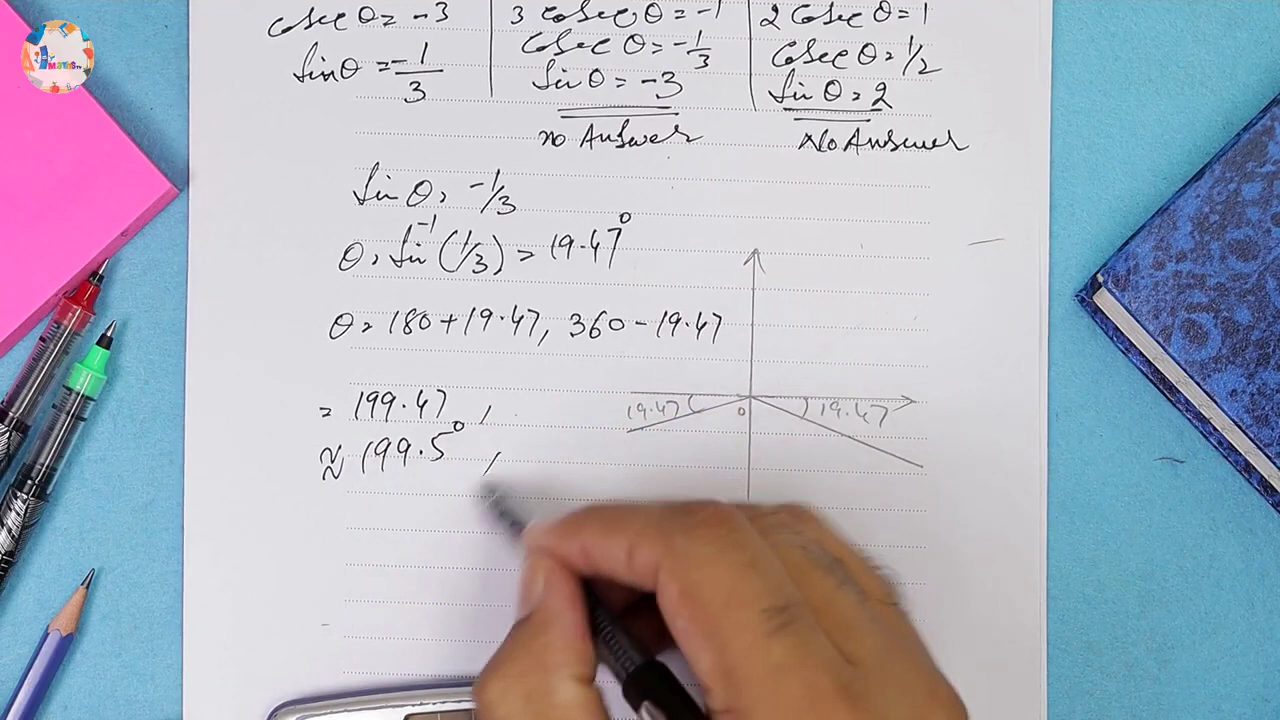 cosec θ = -3
sin θ = -1/3
3 cosec θ = -1
cosec θ = -1/3
sin θ = -3
no Answer
2 cosec θ = 1
cosec θ = 1/2
sin θ = 2
No Answer
sin θ = -1/3
θ = sin⁻¹(1/3) = 19.47°
θ = 180 + 19.47, 360 - 19.47
= 199.47,
≈ 199.5°,
19.47
0
19.47
MATHS